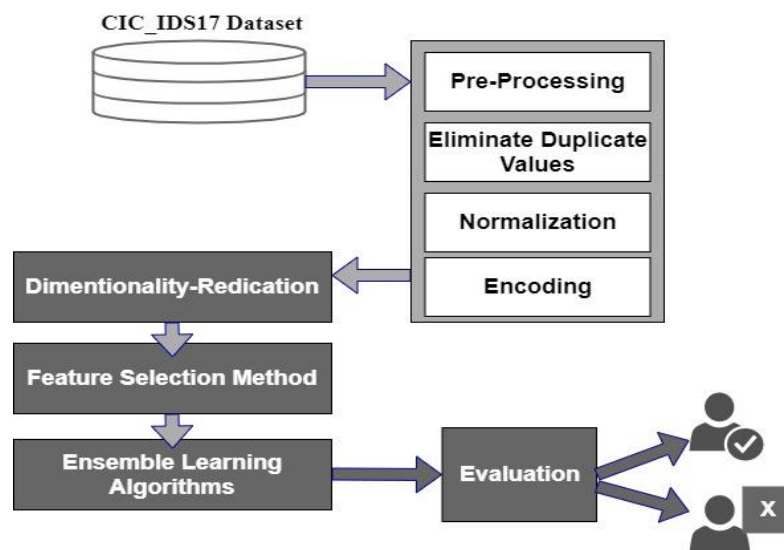 CIC_IDS17 Dataset
Pre-Processing
Eliminate Duplicate
Values
Normalization
Encoding
Dimentionality-Redication
Feature Selection Method
Ensemble Learning
Algorithms
Evaluation
X